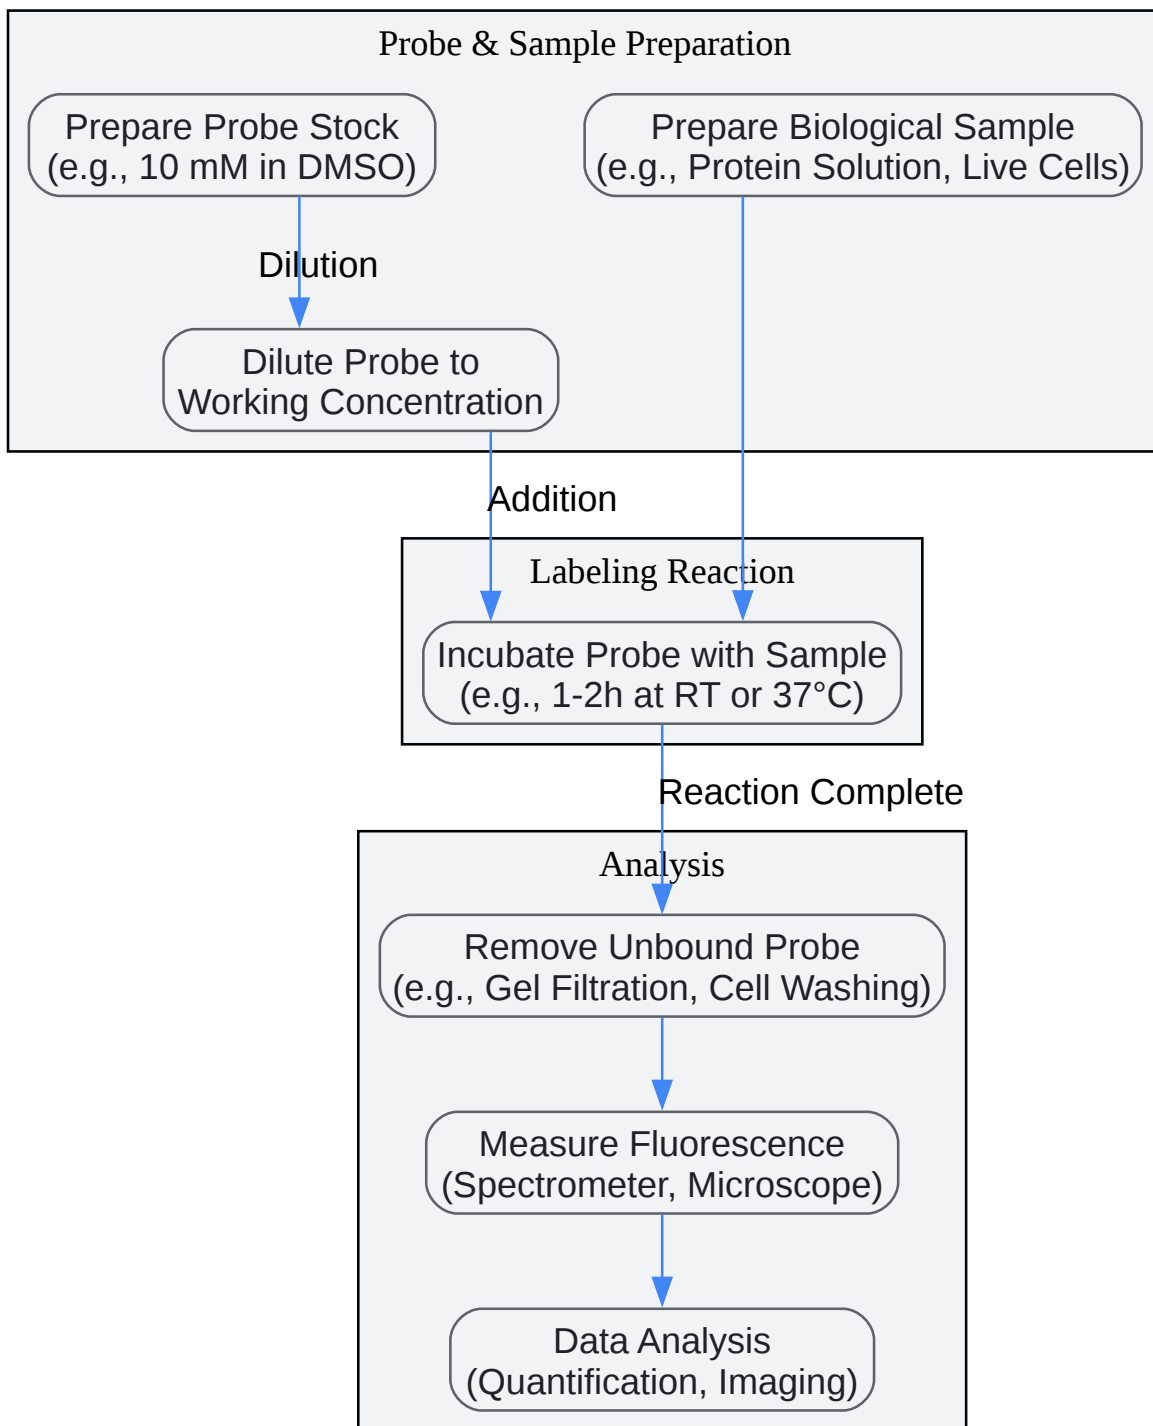 Probe & Sample Preparation
Prepare Probe Stock
(e.g., 10 mM in DMSO)
Prepare Biological Sample
(e.g., Protein Solution, Live Cells)
Dilution
Dilute Probe to
Working Concentration
Addition
Labeling Reaction
Incubate Probe with Sample
(e.g., 1-2h at RT or 37°C)
Reaction Complete
Analysis
Remove Unbound Probe
(e.g., Gel Filtration, Cell Washing)
Measure Fluorescence
(Spectrometer, Microscope)
Data Analysis
(Quantification, Imaging)